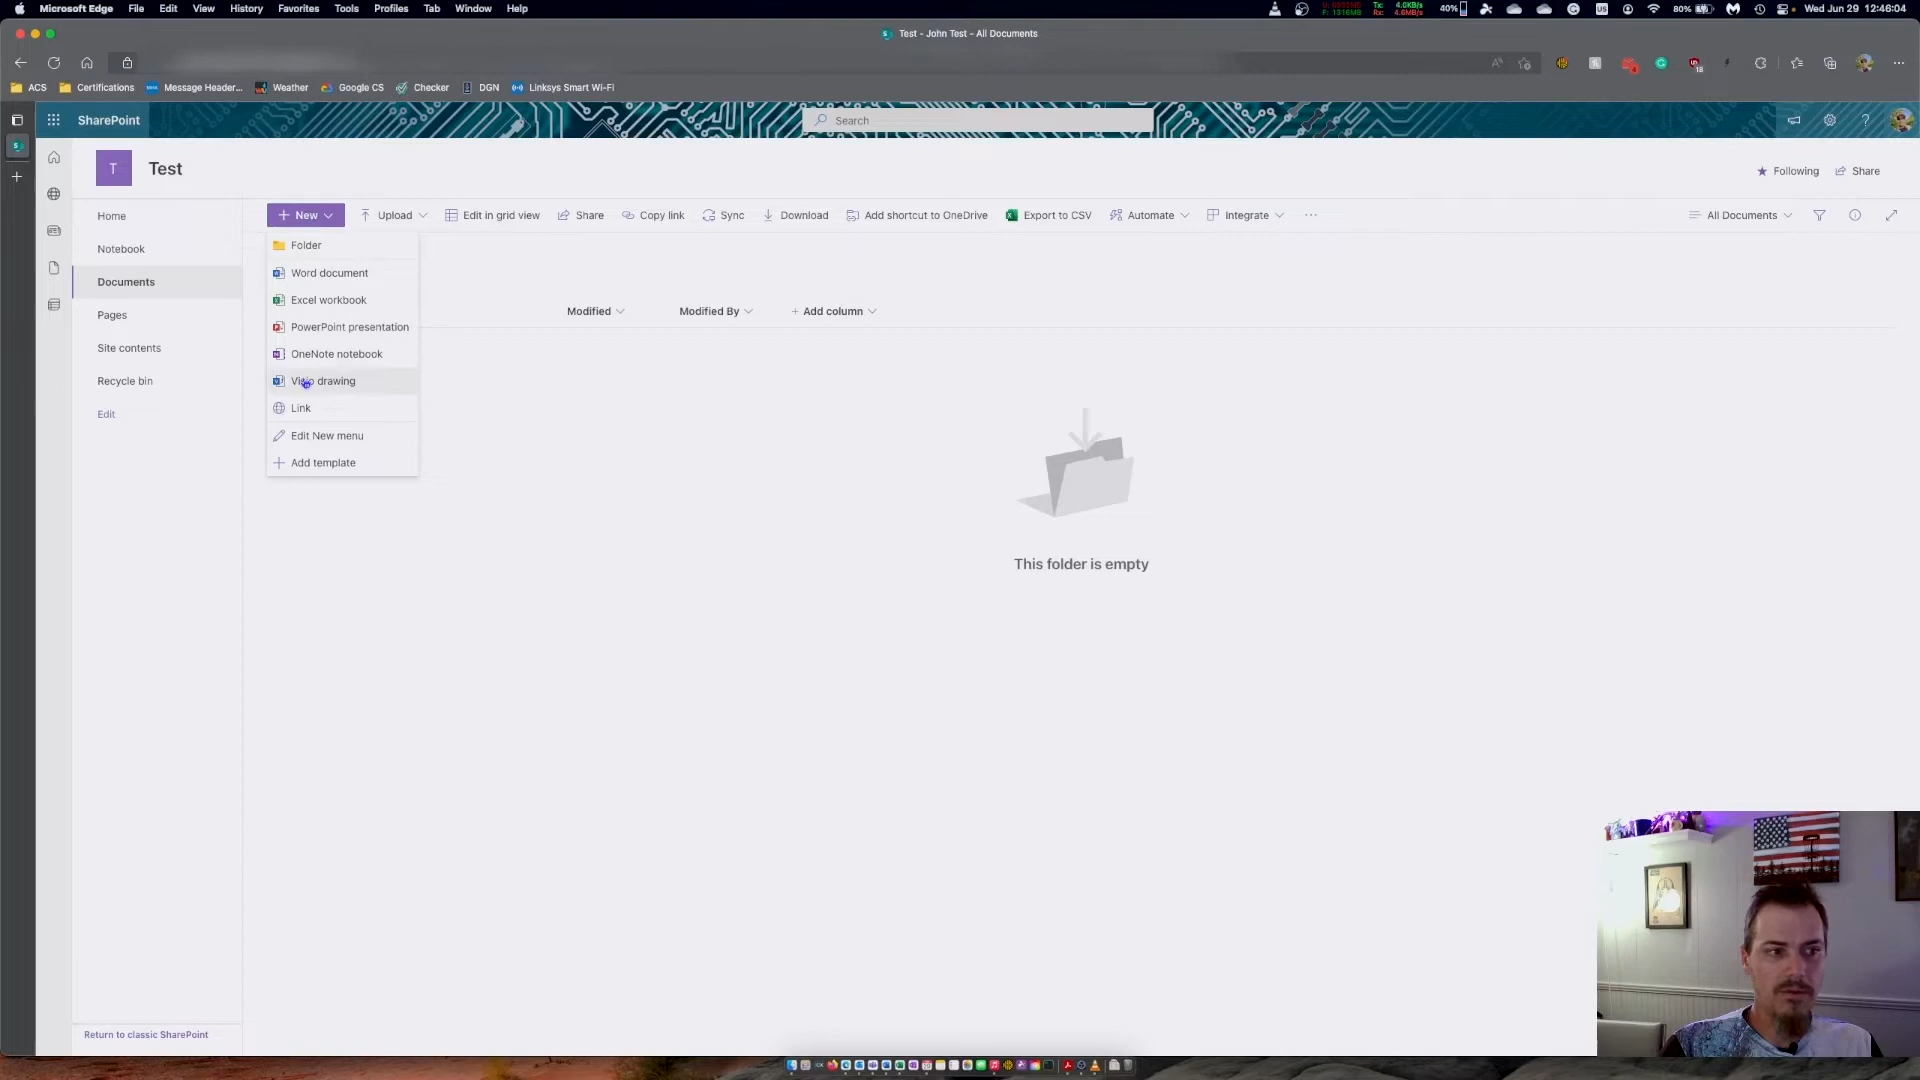 Microsoft Edge File Edit View History Favorites Tools Profiles Tab Window Help 40% 80% Wed Jun 29 12:46:04
Test - John Test - All Documents
ACS Certifications Message Header... Weather Google CS Checker DGN Linksys Smart Wi-Fi
SharePoint Search
T Test Following Share
Home
Notebook
Documents
Pages
Site contents
Recycle bin
Edit
Return to classic SharePoint
New Upload Edit in grid view Share Copy link Sync Download Add shortcut to OneDrive Export to CSV Automate Integrate ··· All Documents
Folder
Word document
Excel workbook
PowerPoint presentation
OneNote notebook
Visio drawing
Link
Edit New menu
Add template
Modified Modified By + Add column
This folder is empty